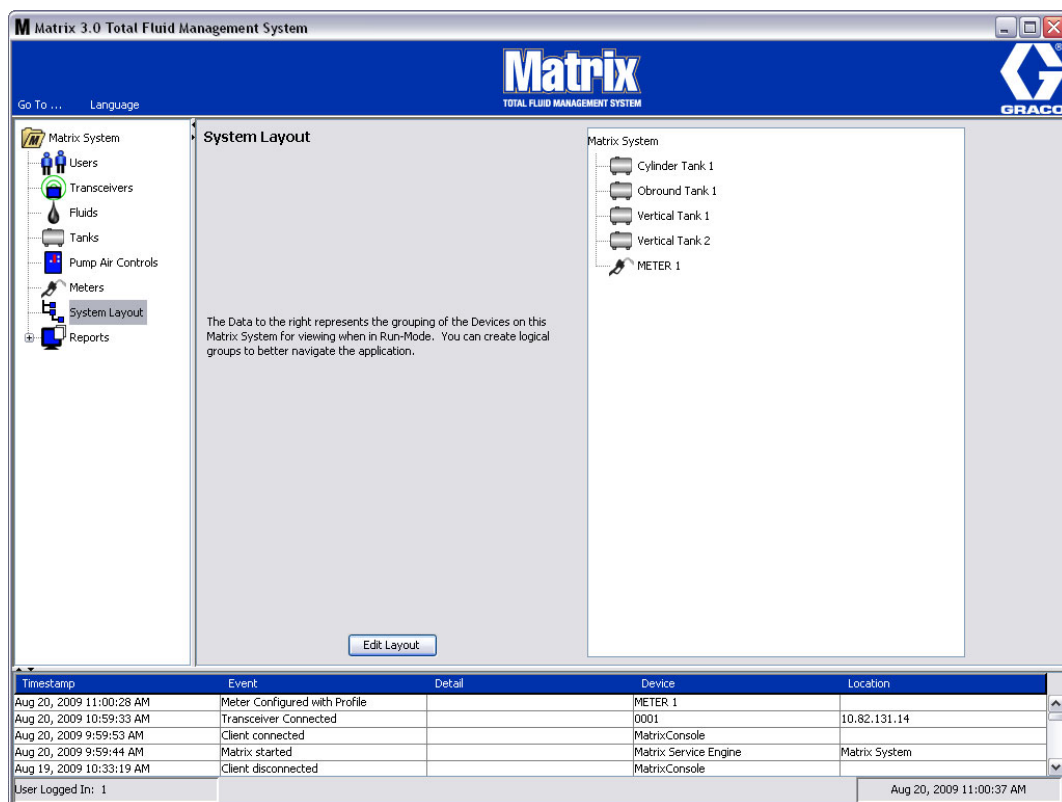 Matrix 3.0 Total Fluid Management System
Matrix
TOTAL FLUID MANAGEMENT SYSTEM
GRACO
Go To ... Language
Matrix System
Users
Transceivers
Fluids
Tanks
Pump Air Controls
Meters
System Layout
Reports
System Layout
The Data to the right represents the grouping of the Devices on this
Matrix System for viewing when in Run-Mode. You can create logical
groups to better navigate the application.
Edit Layout
Matrix System
Cylinder Tank 1
Obround Tank 1
Vertical Tank 1
Vertical Tank 2
METER 1
Timestamp Event Detail Device Location
Aug 20, 2009 11:00:28 AM Meter Configured with Profile METER 1
Aug 20, 2009 10:59:33 AM Transceiver Connected 0001 10.82.131.14
Aug 20, 2009 9:59:53 AM Client connected MatrixConsole
Aug 20, 2009 9:59:44 AM Matrix started Matrix Service Engine Matrix System
Aug 19, 2009 10:33:19 AM Client disconnected MatrixConsole
User Logged In: 1 Aug 20, 2009 11:00:37 AM